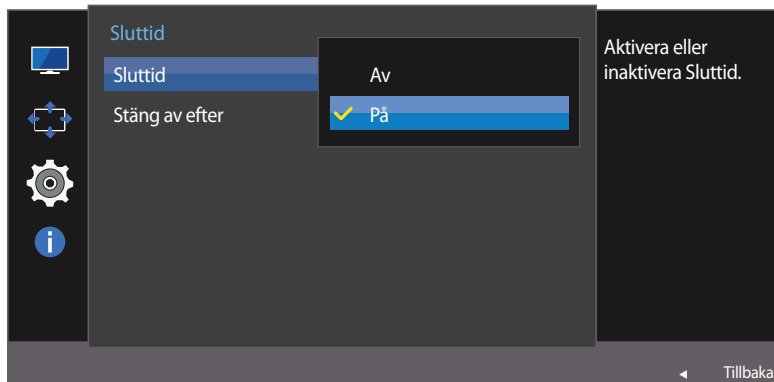 Sluttid
Sluttid
Av
På
Stäng av efter
Aktivera eller
inaktivera Sluttid.
Tillbaka